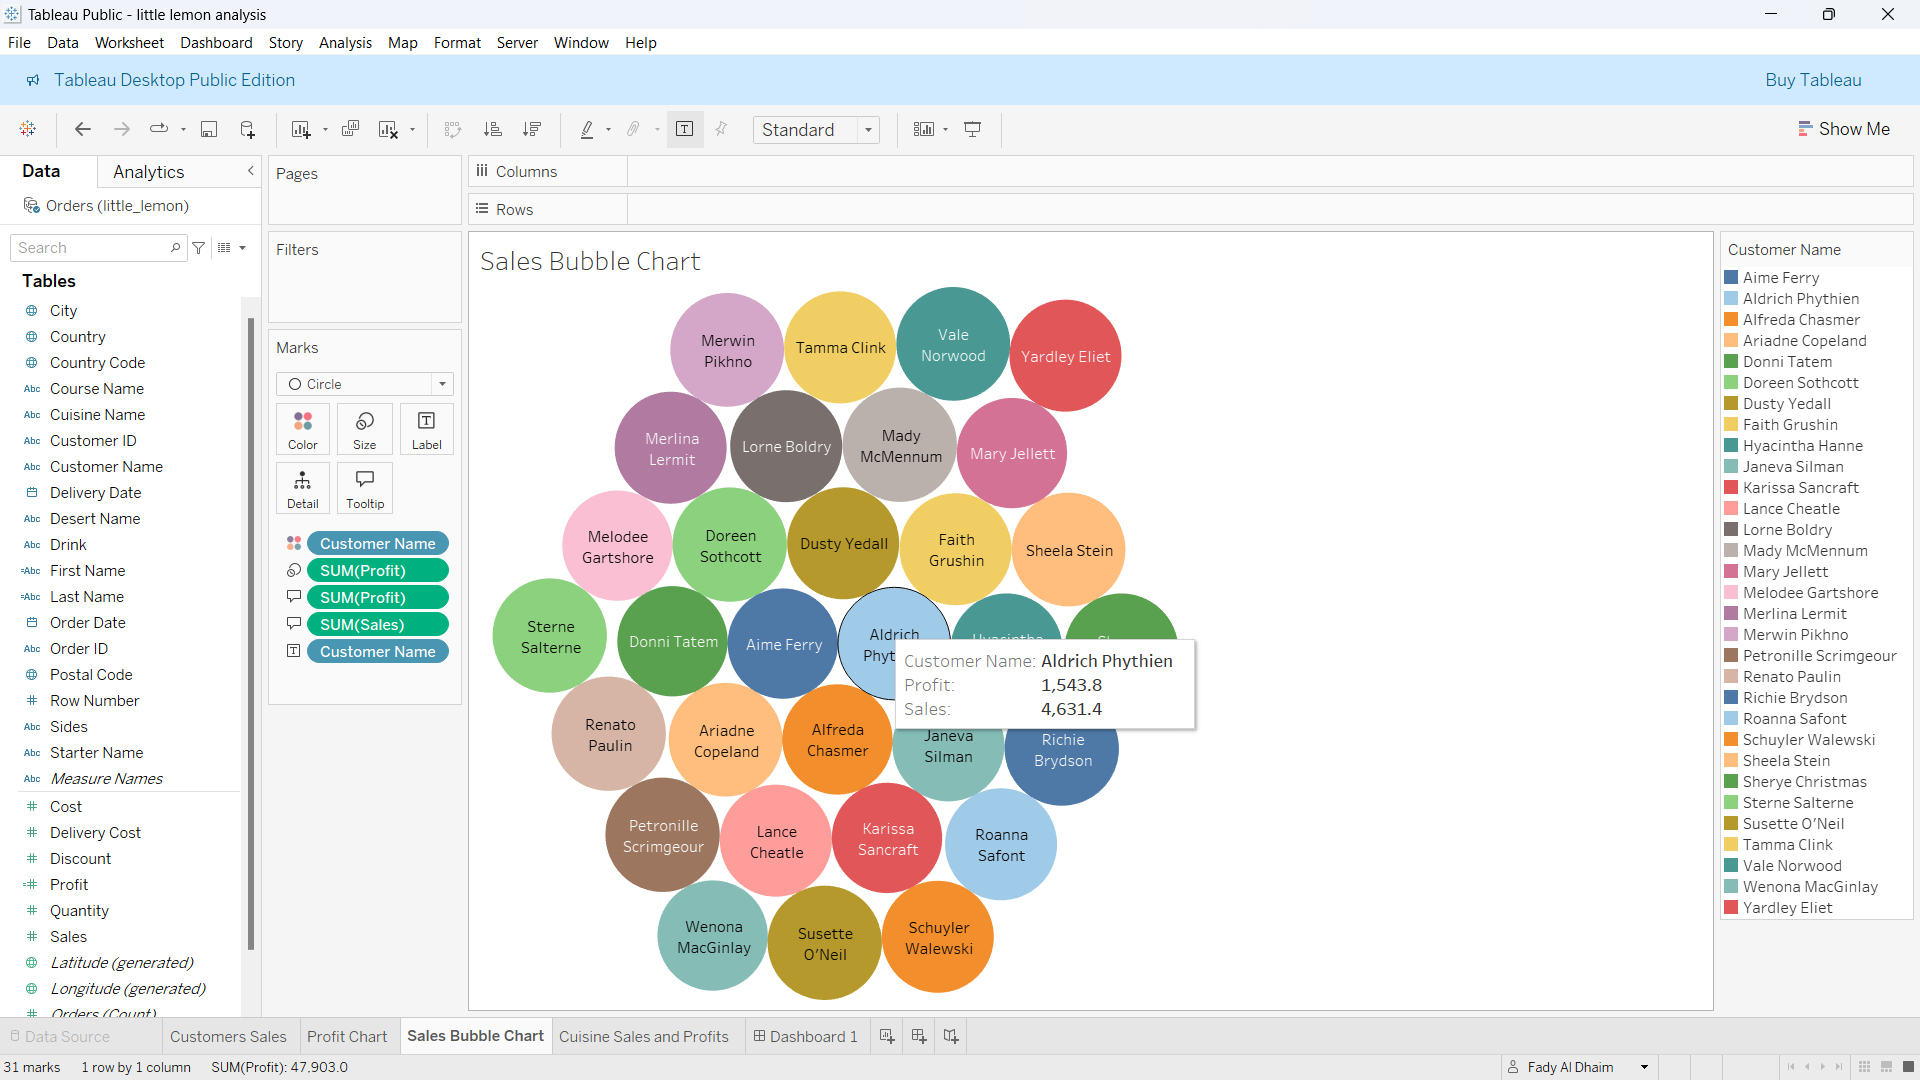 Tableau Public - little lemon analysis
File Data Worksheet Dashboard Story Analysis Map Format Server Window Help
Tableau Desktop Public Edition
Buy Tableau
Standard
Show Me
Data
Analytics
Orders (little_lemon)
Search
Tables
City
Country
Country Code
Abc Course Name
Abc Cuisine Name
Abc Customer ID
Abc Customer Name
Delivery Date
Abc Desert Name
Abc Drink
=Abc First Name
=Abc Last Name
Order Date
Abc Order ID
Postal Code
# Row Number
Abc Sides
Abc Starter Name
Abc Measure Names
# Cost
# Delivery Cost
# Discount
=# Profit
# Quantity
# Sales
Latitude (generated)
Longitude (generated)
# Orders (Count)
Pages
Filters
Marks
Circle
Color
Size
Label
Detail
Tooltip
Customer Name
SUM(Profit)
SUM(Profit)
SUM(Sales)
Customer Name
Columns
Rows
Sales Bubble Chart
Merwin
Pikhno
Tamma Clink
Vale
Norwood
Yardley Eliet
Merlina
Lermit
Lorne Boldry
Mady
McMennum
Mary Jellett
Melodee
Gartshore
Doreen
Sothcott
Dusty Yedall
Faith
Grushin
Sheela Stein
Sterne
Salterne
Donni Tatem
Aime Ferry
Aldrich
Customer Name: Aldrich Phythien
Profit: 1,543.8
Sales: 4,631.4
Renato
Paulin
Ariadne
Copeland
Alfreda
Chasmer
Janeva
Silman
Richie
Brydson
Petronille
Scrimgeour
Lance
Cheatle
Karissa
Sancraft
Roanna
Safont
Wenona
MacGinlay
Susette
O’Neil
Schuyler
Walewski
Customer Name
Aime Ferry
Aldrich Phythien
Alfreda Chasmer
Ariadne Copeland
Donni Tatem
Doreen Sothcott
Dusty Yedall
Faith Grushin
Hyacintha Hanne
Janeva Silman
Karissa Sancraft
Lance Cheatle
Lorne Boldry
Mady McMennum
Mary Jellett
Melodee Gartshore
Merlina Lermit
Merwin Pikhno
Petronille Scrimgeour
Renato Paulin
Richie Brydson
Roanna Safont
Schuyler Walewski
Sheela Stein
Sherye Christmas
Sterne Salterne
Susette O’Neil
Tamma Clink
Vale Norwood
Wenona MacGinlay
Yardley Eliet
Data Source
Customers Sales
Profit Chart
Sales Bubble Chart
Cuisine Sales and Profits
Dashboard 1
31 marks
1 row by 1 column
SUM(Profit): 47,903.0
Fady Al Dhaim